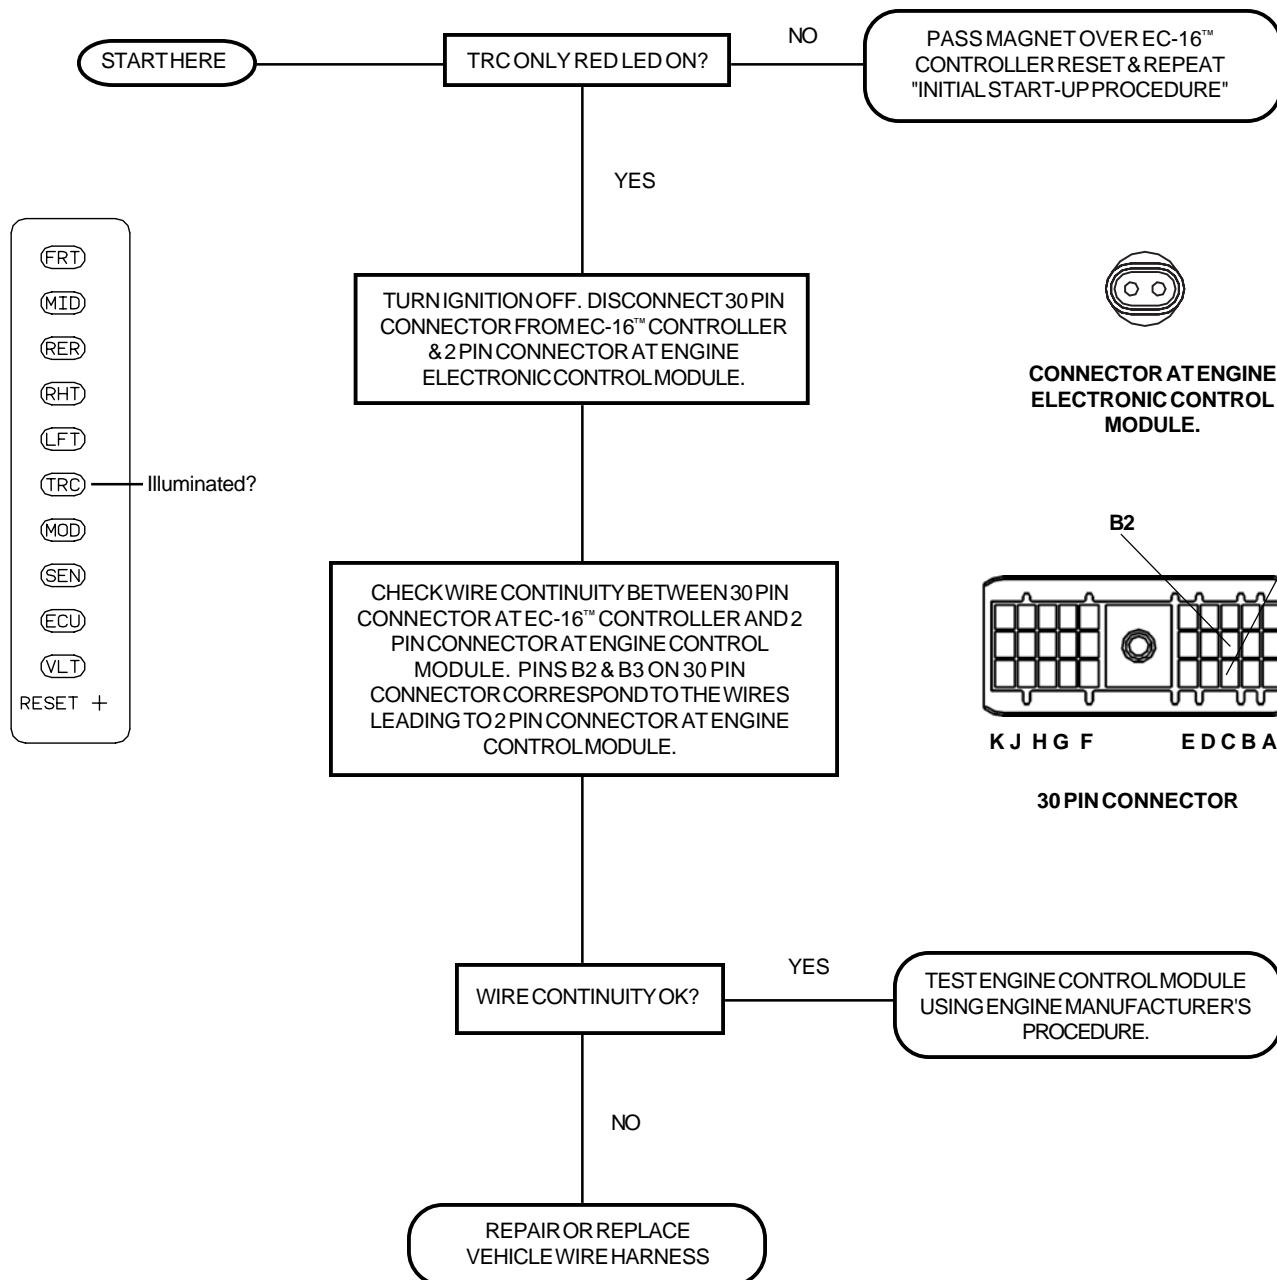 START HERE
TRC ONLY RED LED ON?
NO
PASS MAGNET OVER EC-16™
CONTROLLER RESET & REPEAT
"INITIAL START-UP PROCEDURE"
YES
FRT
MID
RER
RHT
LFT
TRC
Illuminated?
MOD
SEN
ECU
VLT
RESET +
TURN IGNITION OFF. DISCONNECT 30 PIN
CONNECTOR FROM EC-16™ CONTROLLER
& 2 PIN CONNECTOR AT ENGINE
ELECTRONIC CONTROL MODULE.
CONNECTOR AT ENGINE
ELECTRONIC CONTROL
MODULE.
CHECK WIRE CONTINUITY BETWEEN 30 PIN
CONNECTOR AT EC-16™ CONTROLLER AND 2
PIN CONNECTOR AT ENGINE CONTROL
MODULE. PINS B2 & B3 ON 30 PIN
CONNECTOR CORRESPOND TO THE WIRES
LEADING TO 2 PIN CONNECTOR AT ENGINE
CONTROL MODULE.
B2
K J H G F E D C B A
30 PIN CONNECTOR
WIRE CONTINUITY OK?
YES
TEST ENGINE CONTROL MODULE
USING ENGINE MANUFACTURER'S
PROCEDURE.
NO
REPAIR OR REPLACE
VEHICLE WIRE HARNESS